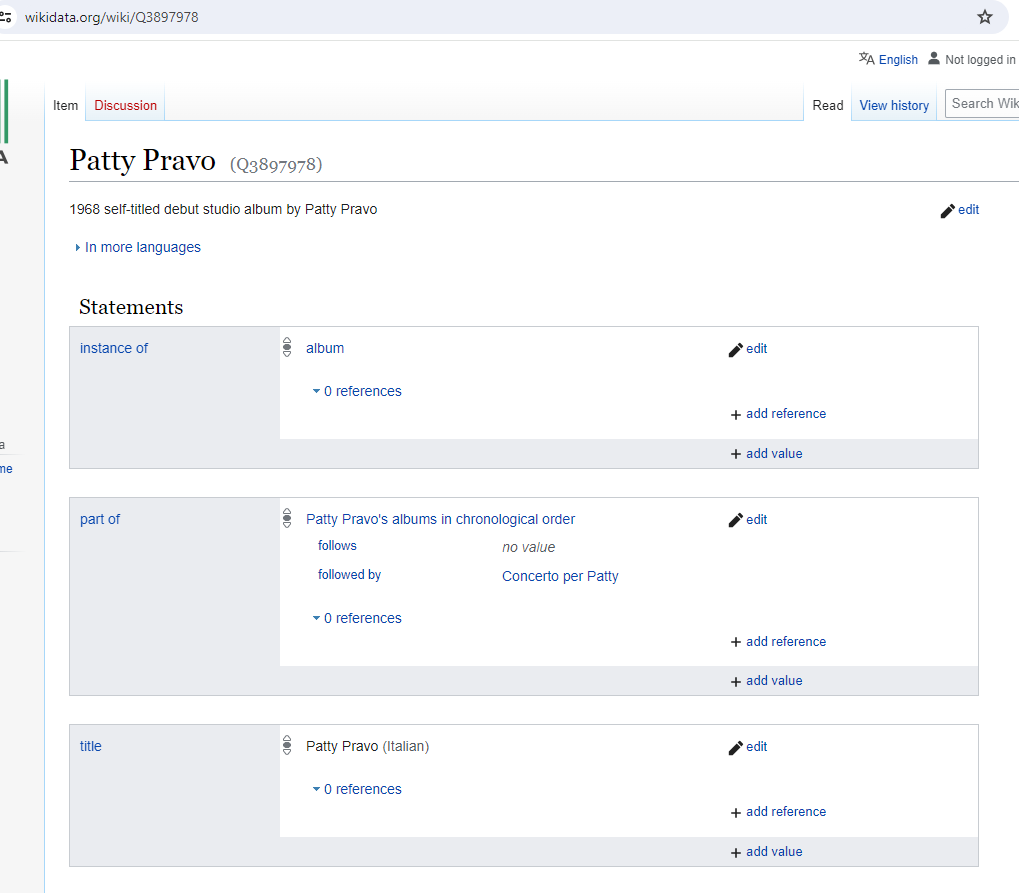 wikidata.org/wiki/Q3897978
English Not logged in
Item Discussion Read View history Search Wik
A
Patty Pravo (Q3897978)
1968 self-titled debut studio album by Patty Pravo edit
In more languages
Statements
instance of album edit
0 references
add reference
a
add value
me
part of Patty Pravo's albums in chronological order edit
follows no value
followed by Concerto per Patty
0 references
add reference
add value
title Patty Pravo (Italian) edit
0 references
add reference
add value